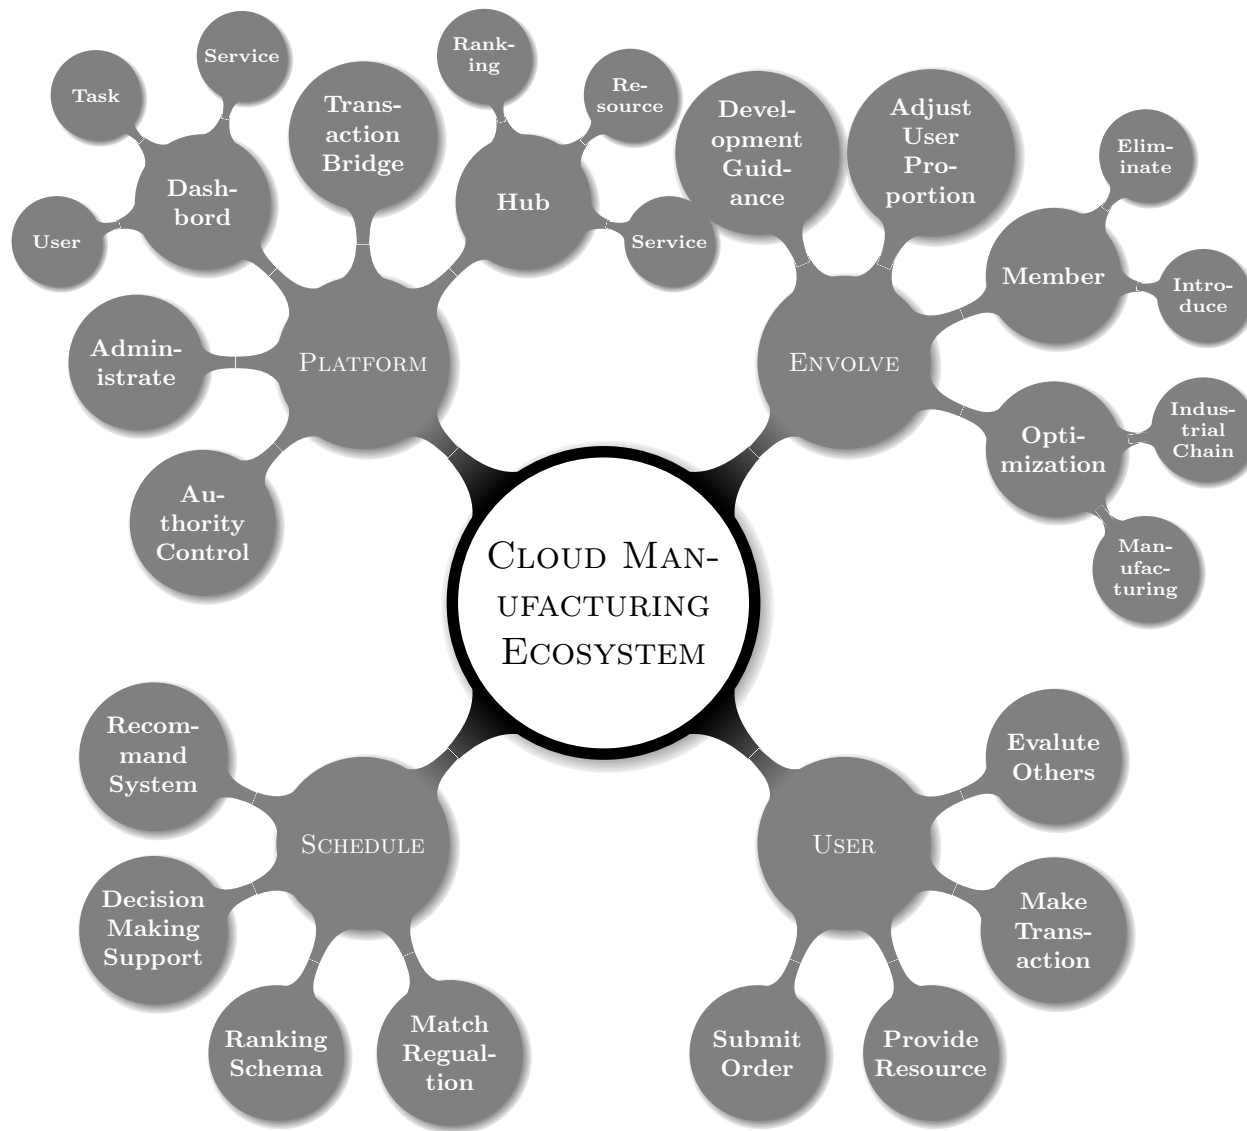 Cloud Man-
ufacturing
Ecosystem
Platform
Dash-
bord
Service
Task
User
Trans-
action
Bridge
Hub
Rank-
ing
Re-
source
Service
Admin-
istrate
Au-
thority
Control
Envolve
Devel-
opment
Guid-
ance
Adjust
User
Pro-
portion
Member
Elim-
inate
Intro-
duce
Opti-
mization
Indus-
trial
Chain
Man-
ufac-
turing
Schedule
Recom-
mand
System
Decision
Making
Support
Ranking
Schema
Match
Regual-
tion
User
Evalute
Others
Make
Trans-
action
Provide
Resource
Submit
Order